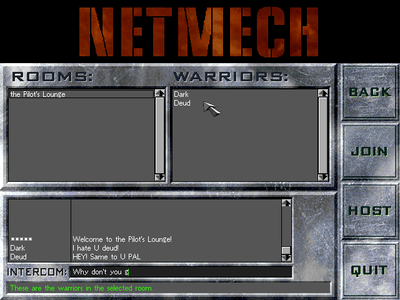 NETMECH
ROOMS: WARRIORS:
the Pilot's Lounge
Dark
Deud
BACK
JOIN
HOST
QUIT
***** Welcome to the Pilot's Lounge!
Dark I hate U deud!
Deud HEY! Same to U PAL
INTERCOM: Why don't you g
These are the warriors in the selected room